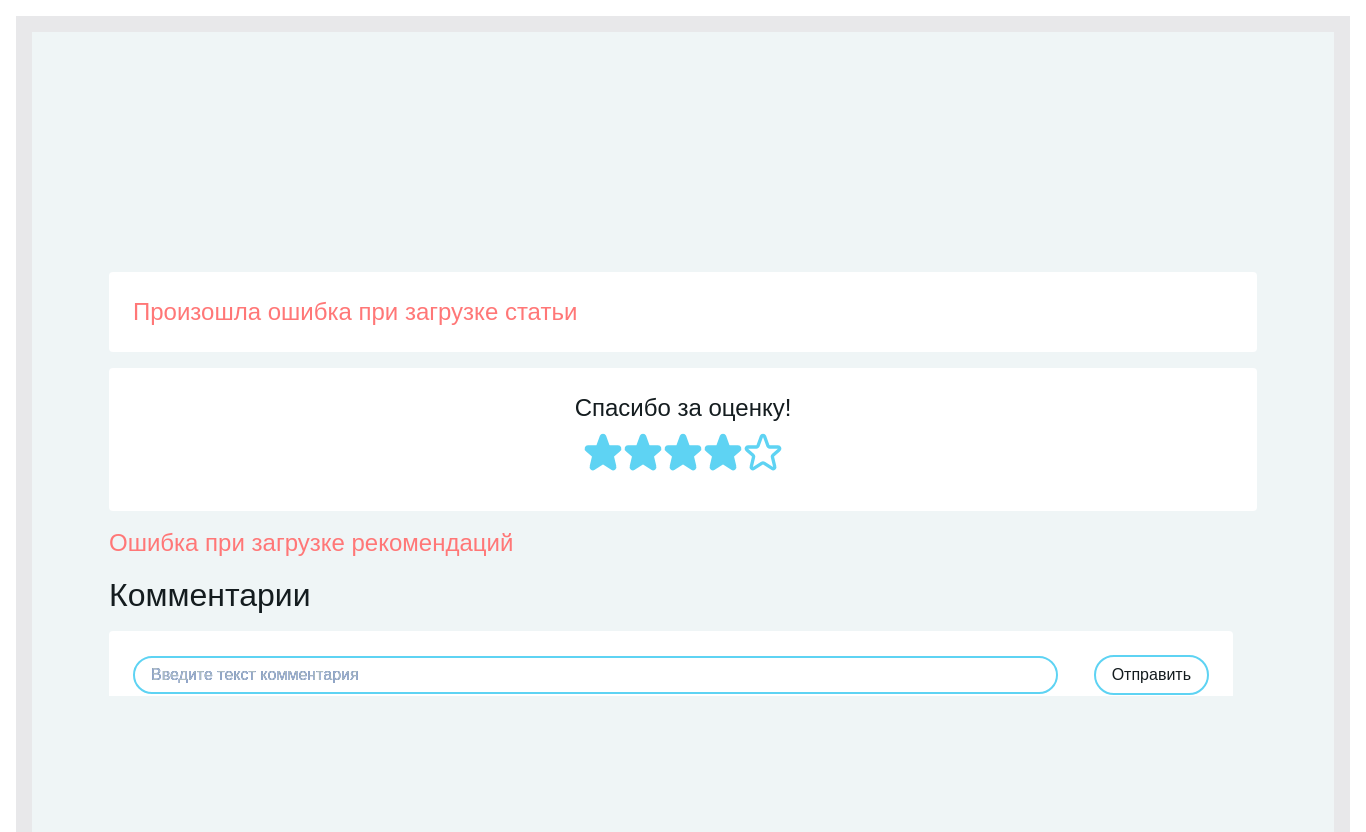 Произошла ошибка при загрузке статьи
Спасибо за оценку!
Ошибка при загрузке рекомендаций
Комментарии
Введите текст комментария
Отправить